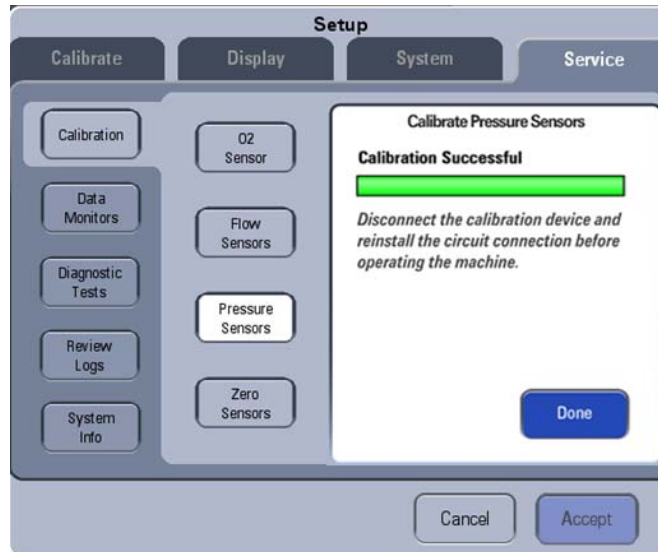 Setup
Calibrate
Display
System
Service
Calibration
Data
Monitors
Diagnostic
Tests
Review
Logs
System
Info
O2
Sensor
Flow
Sensors
Pressure
Sensors
Zero
Sensors
Calibrate Pressure Sensors
Calibration Successful
Disconnect the calibration device and
reinstall the circuit connection before
operating the machine.
Done
Cancel
Accept